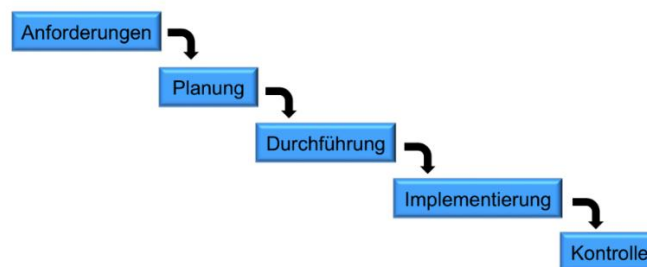 Anforderungen
Planung
Durchführung
Implementierung
Kontrolle